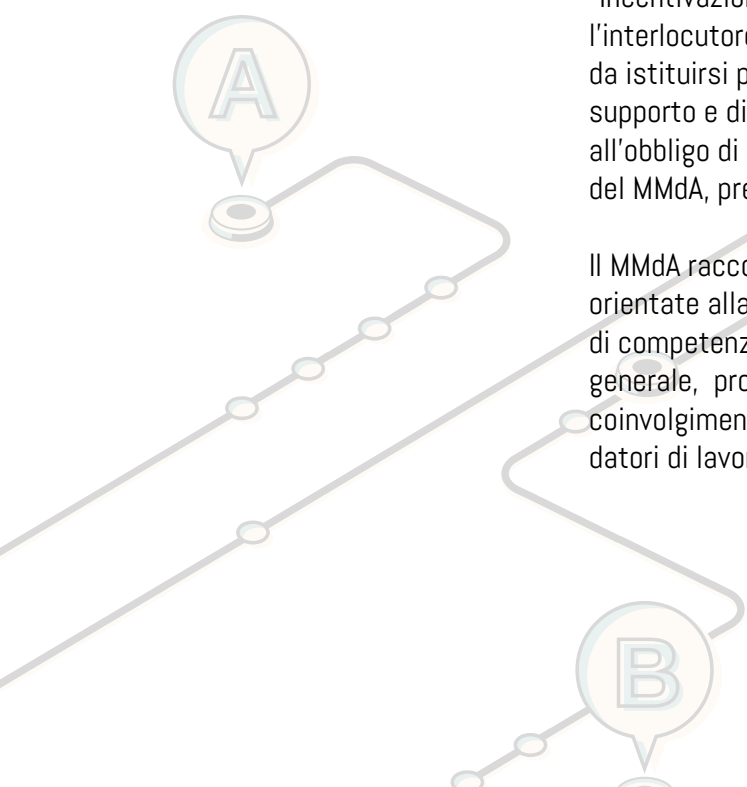 A
l'interlocutore
da istituirsi p
supporto e di
all'obbligo di
del MMdA, pre
Il MMdA racco
orientate alla
di competenz
generale, pro
coinvolgimen
datori di lavor
B